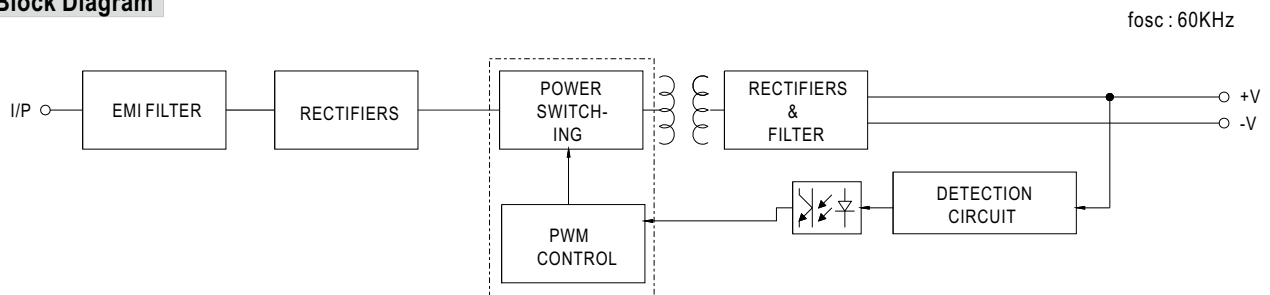 Block Diagram
fosc : 60KHz
I/P
EMI FILTER
RECTIFIERS
POWER
SWITCH-
ING
RECTIFIERS
&
FILTER
+V
-V
DETECTION
CIRCUIT
PWM
CONTROL